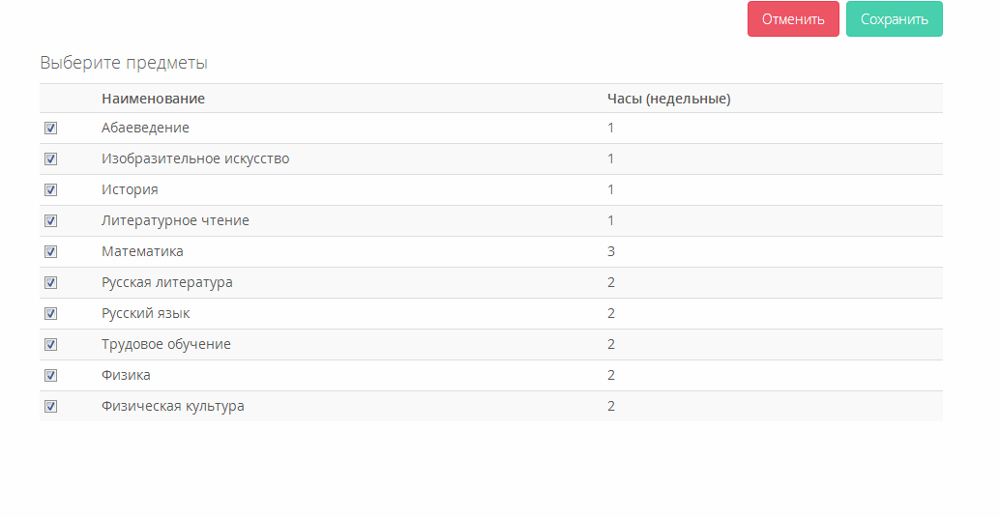 Отменить Сохранить
Выберите предметы
Наименование Часы (недельные)
Абаеведение 1
Изобразительное искусство 1
История 1
Литературное чтение 1
Математика 3
Русская литература 2
Русский язык 2
Трудовое обучение 2
Физика 2
Физическая культура 2